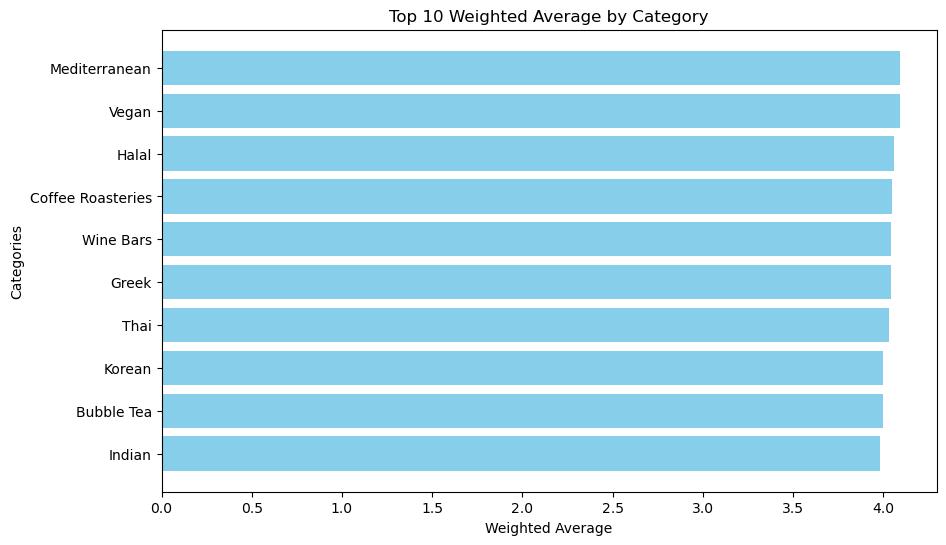 Top 10 Weighted Average by Category
Categories
Mediterranean
Vegan
Halal
Coffee Roasteries
Wine Bars
Greek
Thai
Korean
Bubble Tea
Indian
0.0 0.5 1.0 1.5 2.0 2.5 3.0 3.5 4.0
Weighted Average